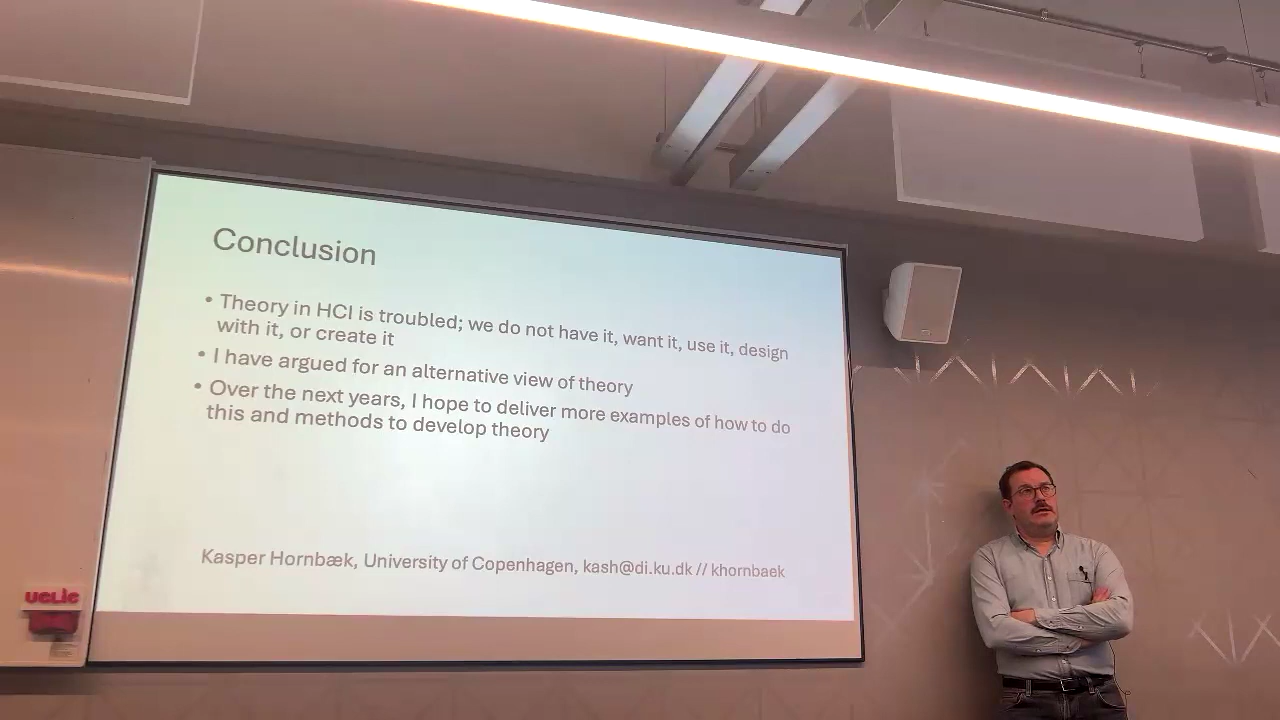 Conclusion
• Theory in HCI is troubled; we do not have it, want it, use it, design
with it, or create it
• I have argued for an alternative view of theory
• Over the next years, I hope to deliver more examples of how to do
this and methods to develop theory
Kasper Hornbæk, University of Copenhagen, kash@di.ku.dk // khornbaek